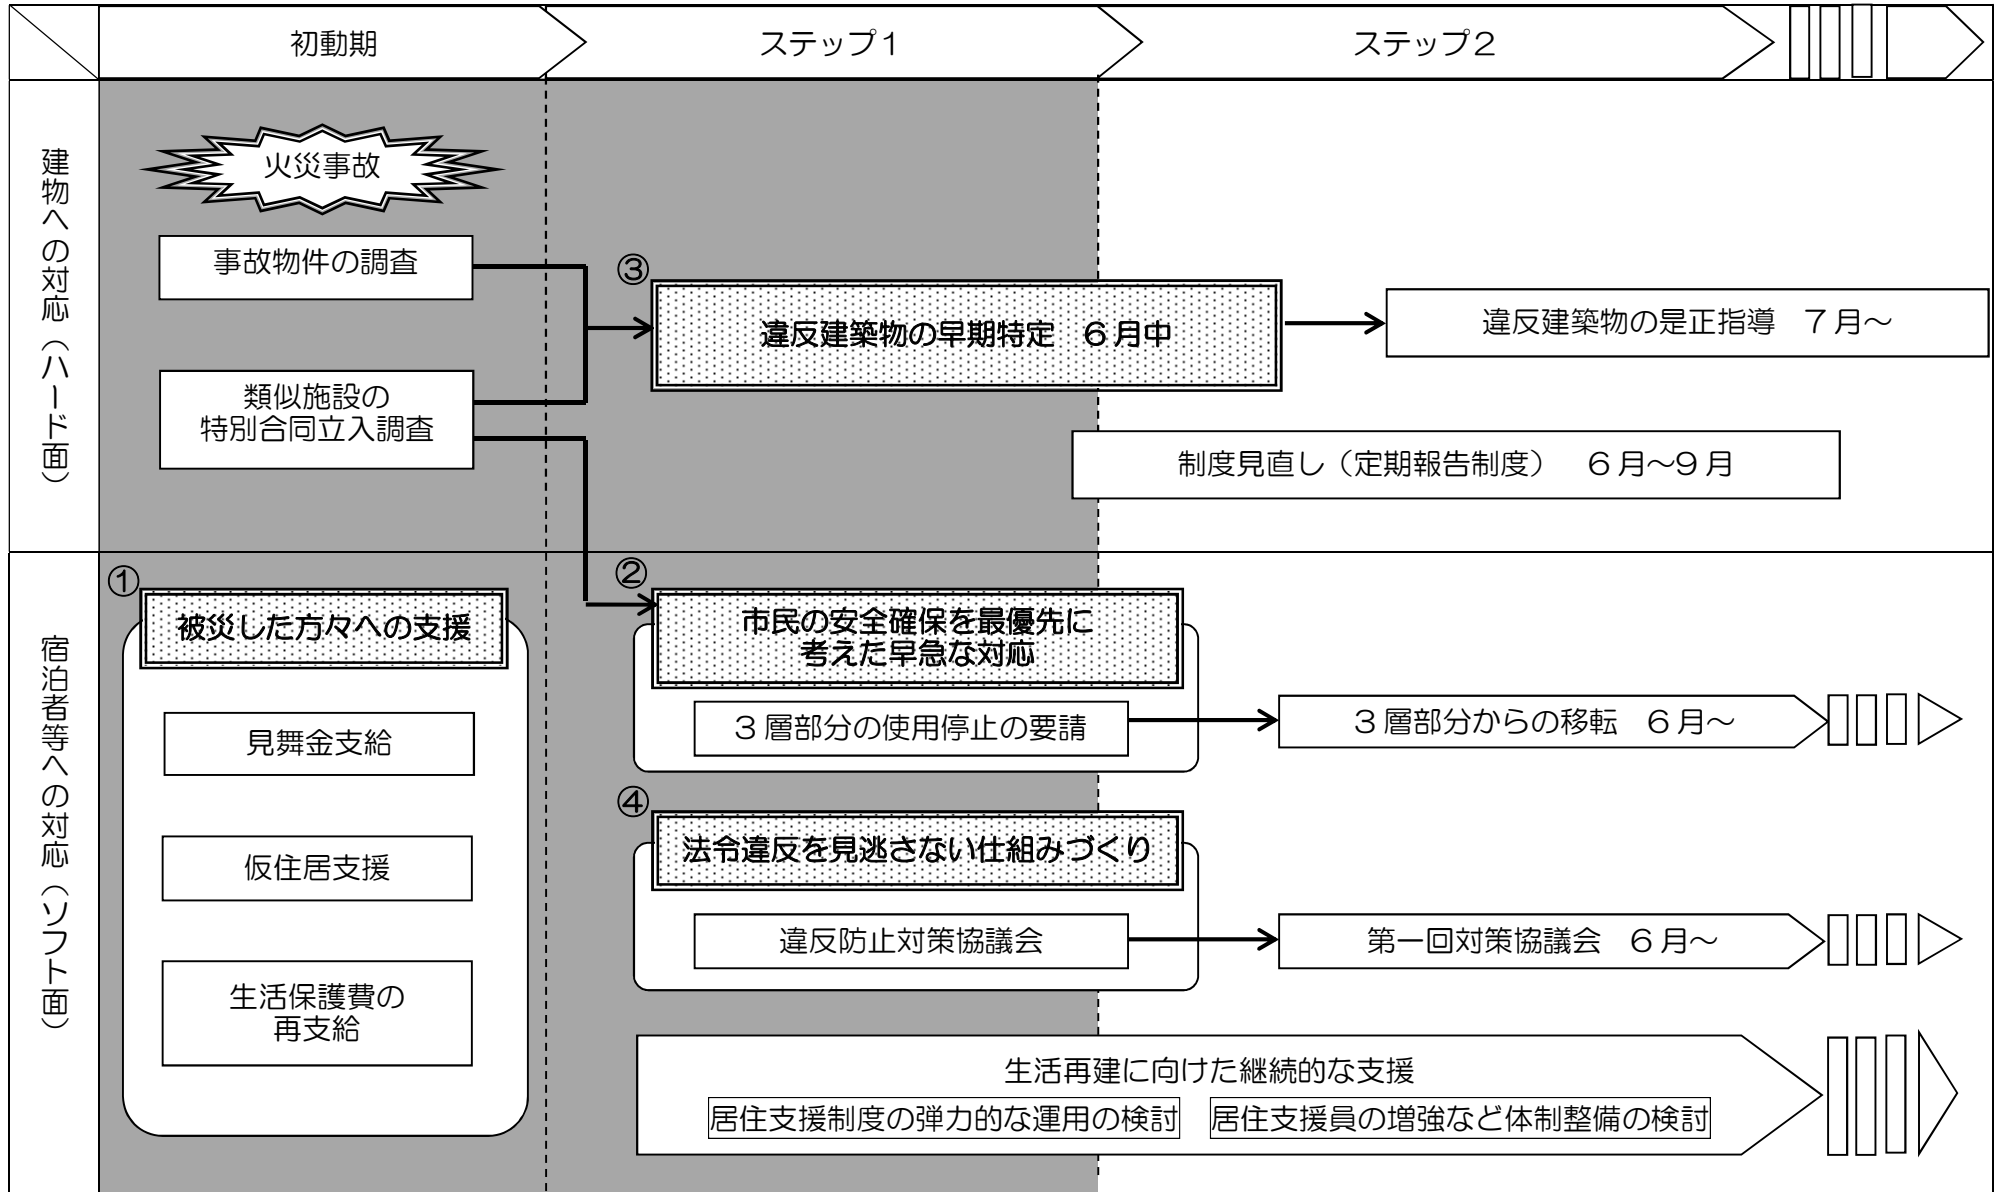 初動期
ステップ１
ステップ２
建物への対応（ハード面）
火災事故
事故物件の調査
類似施設の
特別合同立入調査
③
違反建築物の早期特定　６月中
違反建築物の是正指導　７月～
制度見直し（定期報告制度）　６月～９月
宿泊者等への対応（ソフト面）
①
被災した方々への支援
見舞金支給
仮住居支援
生活保護費の
再支給
②
市民の安全確保を最優先に
考えた早急な対応
３層部分の使用停止の要請
３層部分からの移転　６月～
④
法令違反を見逃さない仕組みづくり
違反防止対策協議会
第一回対策協議会　６月～
生活再建に向けた継続的な支援
居住支援制度の弾力的な運用の検討
居住支援員の増強など体制整備の検討